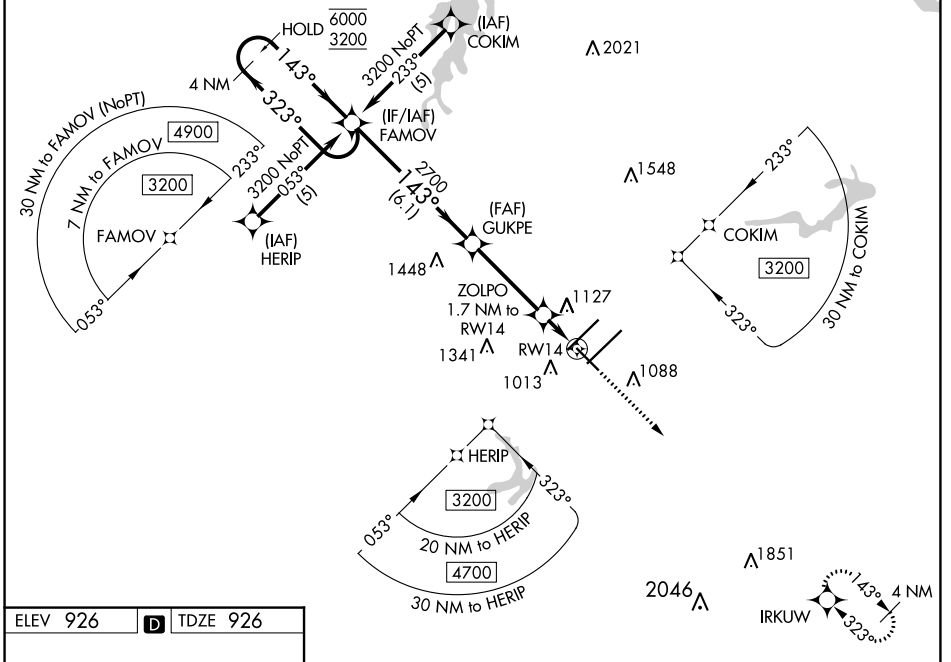 HOLD 6000
3200
(IAF)
COKIM
2021
143°
4 NM
323°
3200 NoPT
233°
(5)
(IF/IAF)
FAMOV
3200 NoPT
053°
(5)
(IAF)
HERIP
30 NM to FAMOV (NoPT)
4900
7 NM to FAMOV
3200
233°
FAMOV
053°
2700
143°
(6.1)
1548
(FAF)
GUKPE
1448
ZOLPO
1.7 NM to
RW14
1127
1341
RW14
1013
1088
233°
COKIM
3200
30 NM to COKIM
323°
HERIP
3200
053°
323°
20 NM to HERIP
4700
30 NM to HERIP
1851
2046
IRKUW
143°
4 NM
323°
ELEV 926
D
TDZE 926